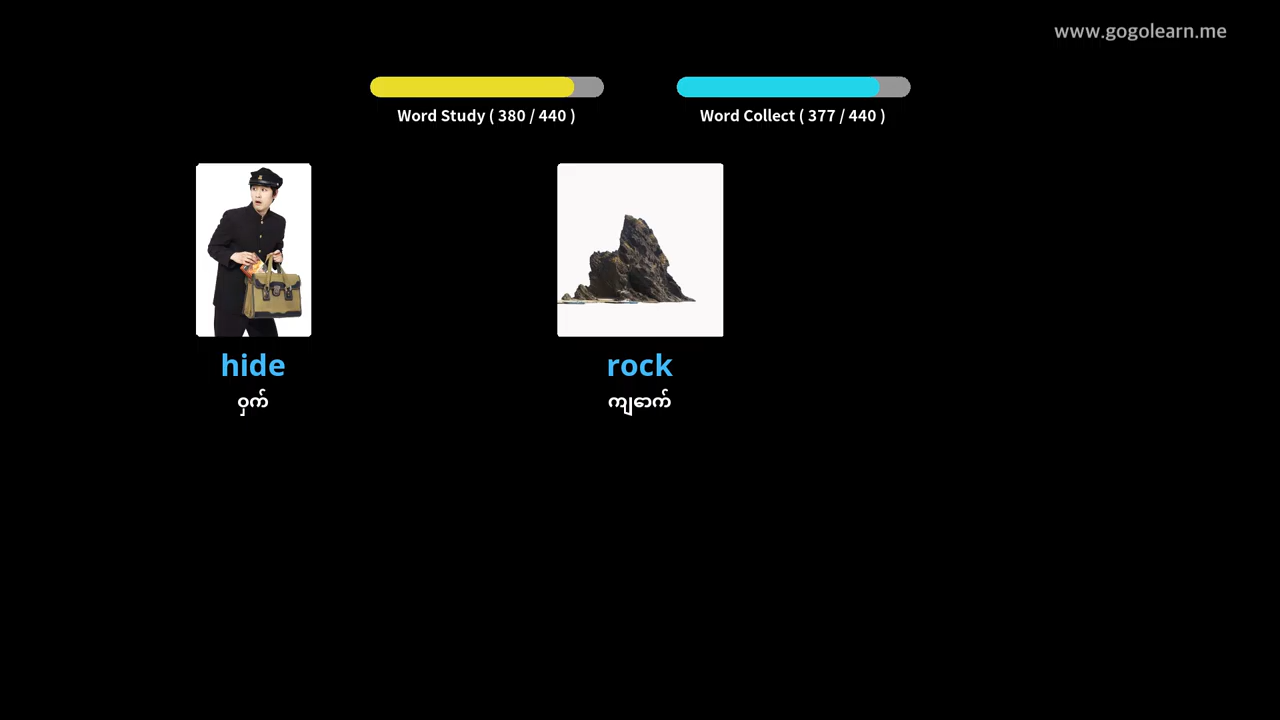 www.gogolearn.me
Word Study ( 380 / 440 )
Word Collect ( 377 / 440 )
hide
ဝှက်
rock
ကျောက်